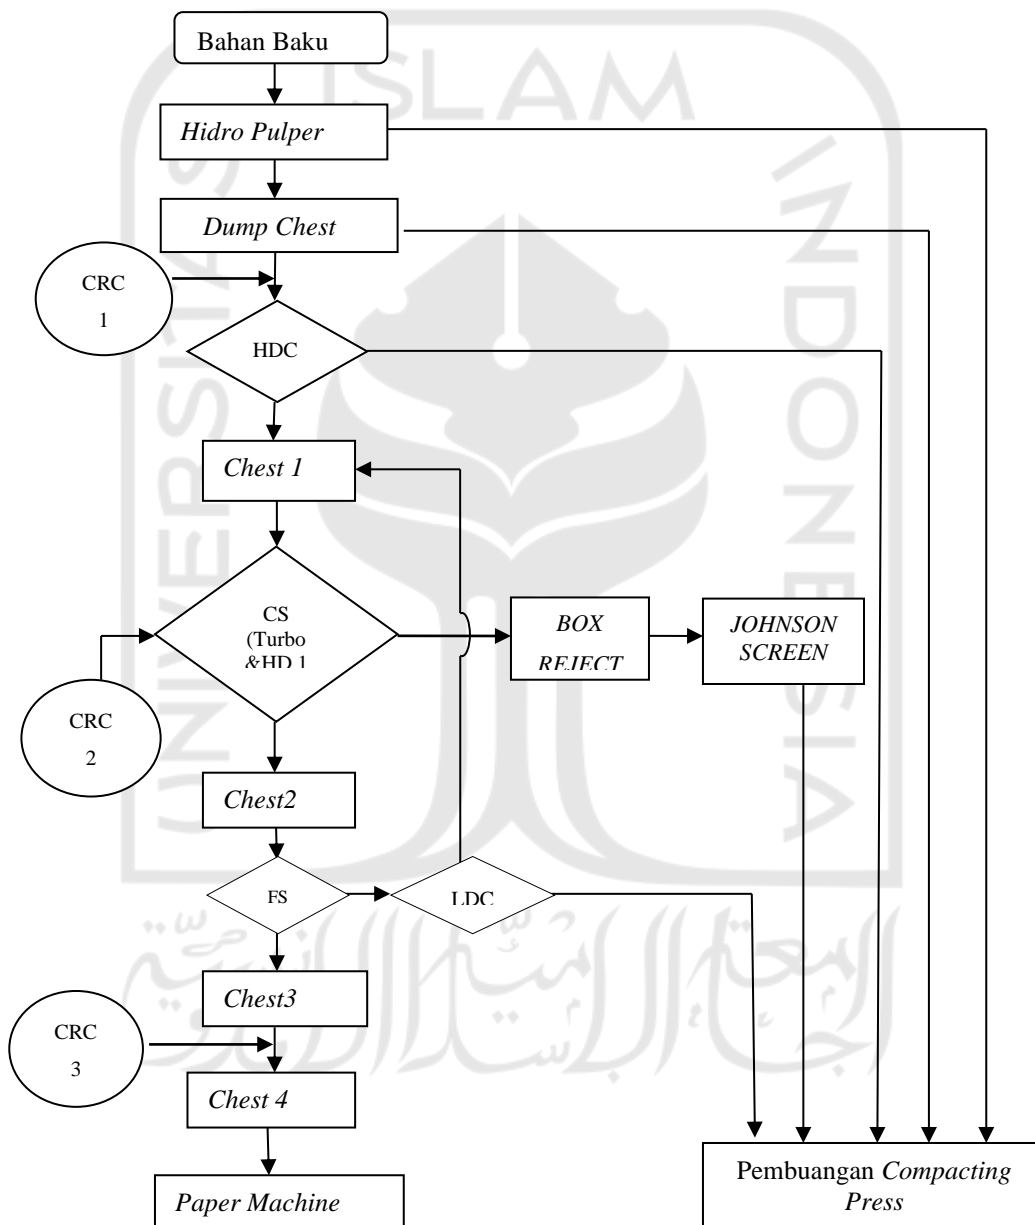 ISLAM
UNIVERSITAS
INDONESIA
Bahan Baku
Hidro Pulper
Dump Chest
CRC
1
HDC
Chest 1
CS
(Turbo
&HD 1
BOX
REJECT
JOHNSON
SCREEN
CRC
2
Chest2
FS
LDC
Chest3
CRC
3
Chest 4
Paper Machine
Pembuangan Compacting
Press